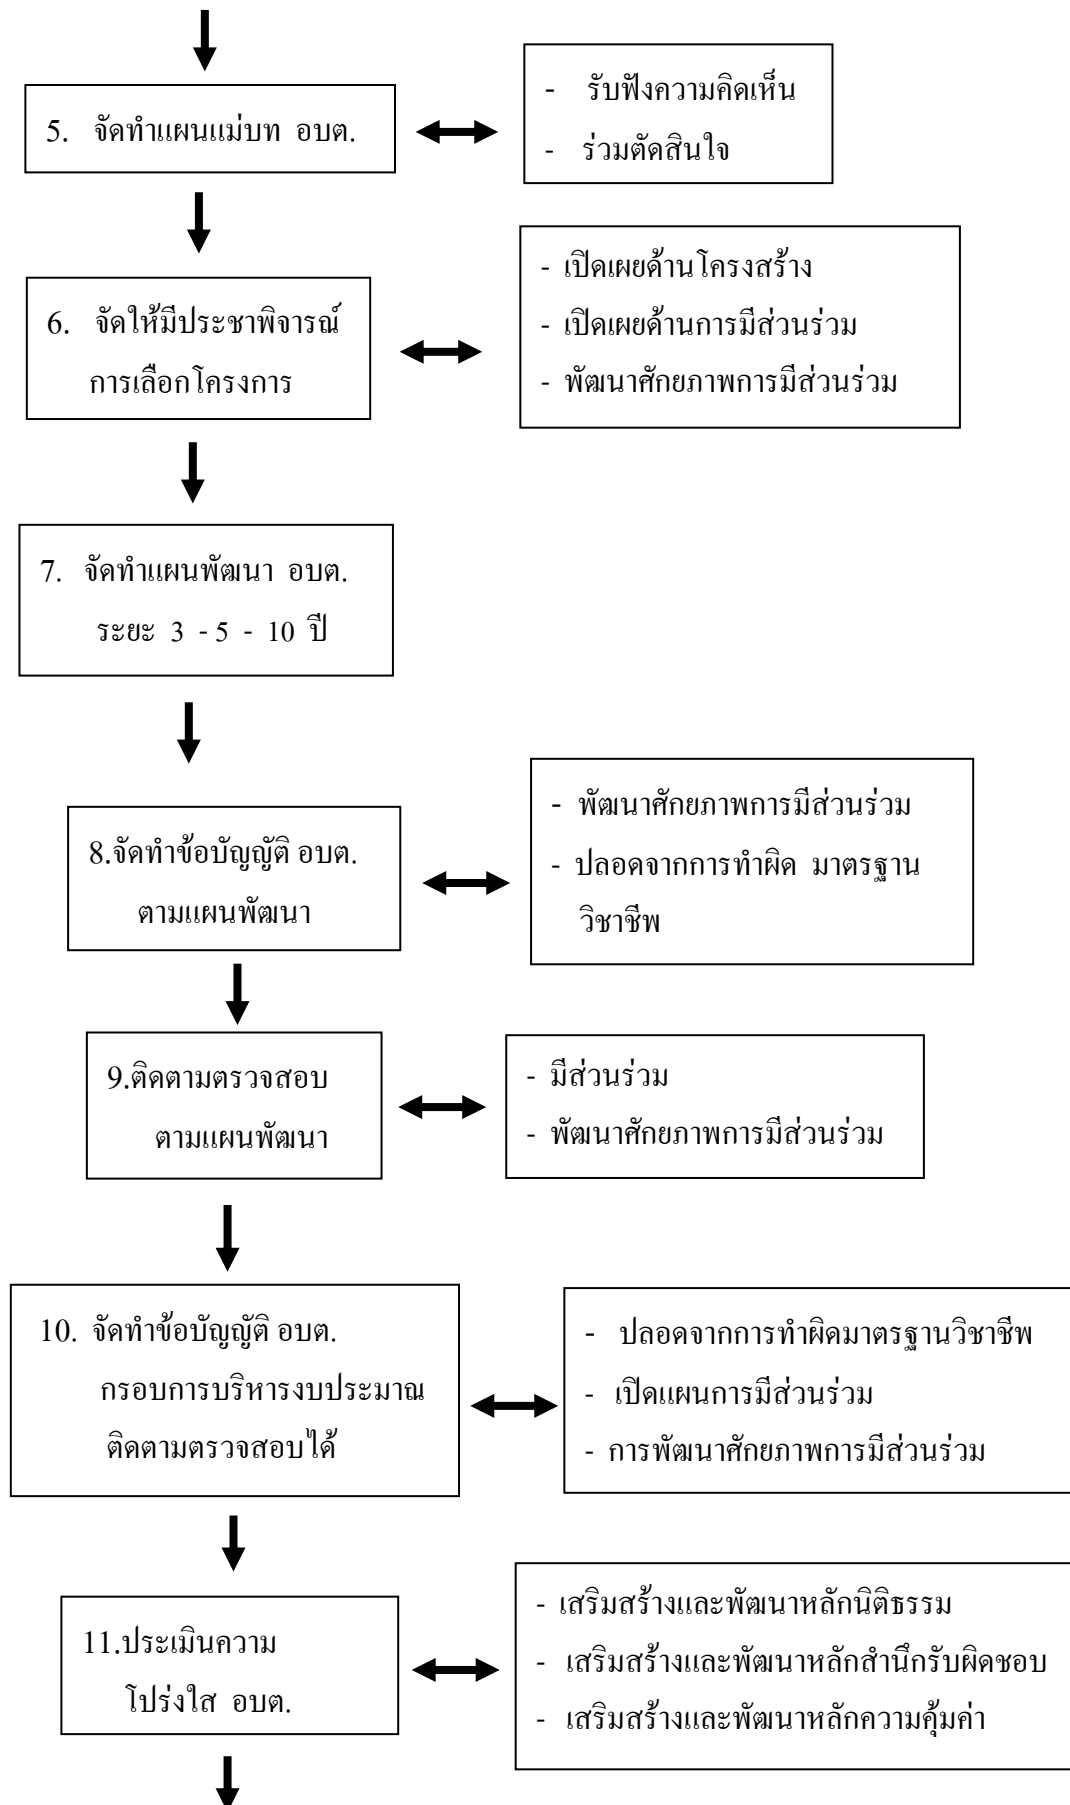 5. จัดทำแผนแม่บท อบต.
- รับฟังความคิดเห็น
- ร่วมตัดสินใจ
6. จัดให้มีประชาพิจารณ์
การเลือกโครงการ
- เปิดเผยด้านโครงสร้าง
- เปิดเผยด้านการมีส่วนร่วม
- พัฒนาศักยภาพการมีส่วนร่วม
7. จัดทำแผนพัฒนา อบต.
ระยะ 3 - 5 - 10 ปี
8.จัดทำข้อบัญญัติ อบต.
ตามแผนพัฒนา
- พัฒนาศักยภาพการมีส่วนร่วม
- ปลอดจากการทำผิด มาตรฐาน
วิชาชีพ
9.ติดตามตรวจสอบ
ตามแผนพัฒนา
- มีส่วนร่วม
- พัฒนาศักยภาพการมีส่วนร่วม
10. จัดทำข้อบัญญัติ อบต.
กรอบการบริหารงบประมาณ
ติดตามตรวจสอบได้
- ปลอดจากการทำผิดมาตรฐานวิชาชีพ
- เปิดแผนการมีส่วนร่วม
- การพัฒนาศักยภาพการมีส่วนร่วม
11.ประเมินความ
โปร่งใส อบต.
- เสริมสร้างและพัฒนาหลักนิติธรรม
- เสริมสร้างและพัฒนาหลักสำนึกรับผิดชอบ
- เสริมสร้างและพัฒนาหลักความคุ้มค่า